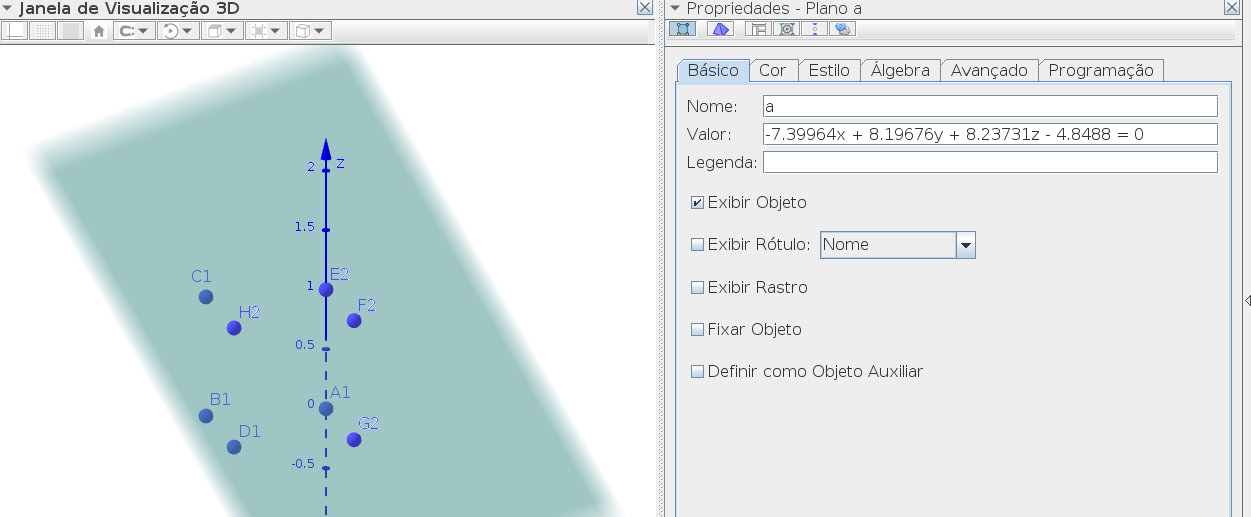 Janela de Visualização 3D
2
z
1.5
C1
E2
1
H2
F2
0.5
B1
0
A1
D1
G2
-0.5
Propriedades - Plano a
Básico Cor Estilo Álgebra Avançado Programação
Nome: a
Valor: -7.39964x + 8.19676y + 8.23731z - 4.8488 = 0
Legenda:
Exibir Objeto
Exibir Rótulo: Nome
Exibir Rastro
Fixar Objeto
Definir como Objeto Auxiliar